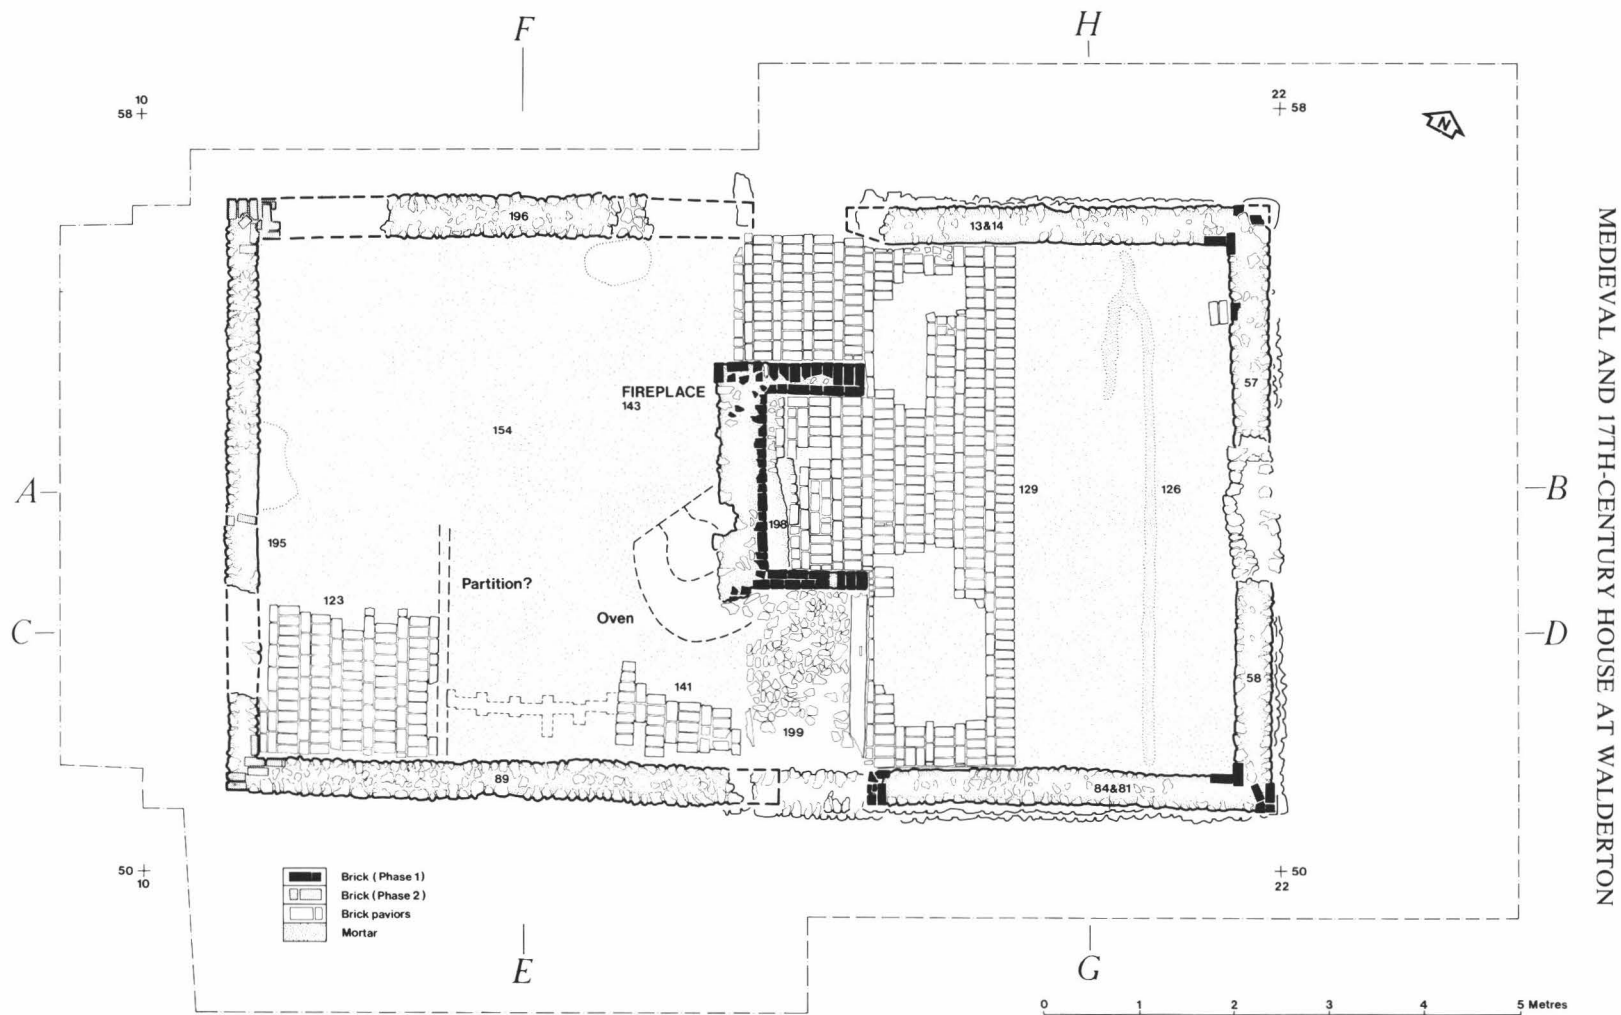 F
H
10
58
22
58
N
196
13&14
FIREPLACE
143
57
154
A
129
126
B
198
195
Partition?
123
Oven
C
D
141
58
199
89
84&81
50
10
50
22
Brick (Phase 1)
Brick (Phase 2)
Brick paviors
Mortar
E
G
0 1 2 3 4 5 Metres
MEDIEVAL AND 17TH-CENTURY HOUSE AT WALDERTON